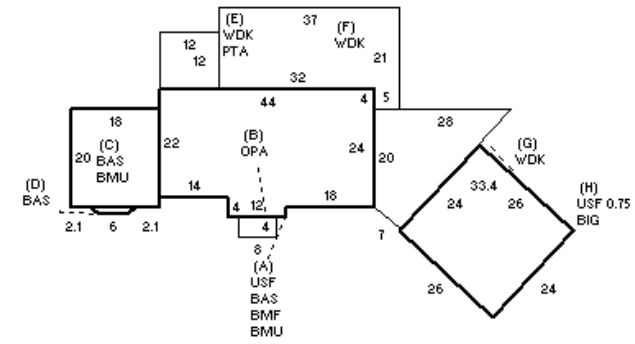 (E)
WDK
PTA
37
(F)
WDK
12
12
21
32
44
4
5
18
28
(C)
BAS
BMU
22
(B)
OPA
24
20
20
(G)
WDK
(D)
BAS
14
18
33.4
24
26
(H)
USF 0.75
BIG
4
12
4
2.1
6
2.1
8
7
(A)
USF
BAS
BMF
BMU
26
24